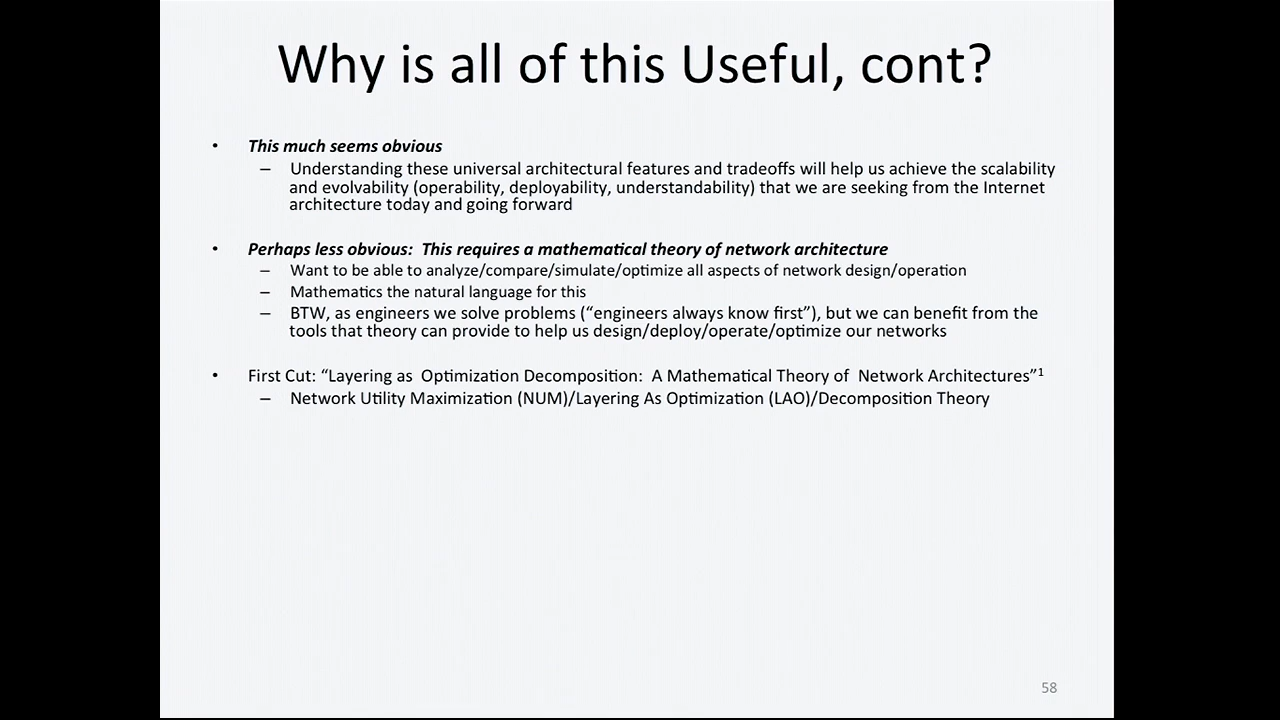 Why is all of this Useful, cont?
• This much seems obvious
– Understanding these universal architectural features and tradeoffs will help us achieve the scalability
and evolvability (operability, deployability, understandability) that we are seeking from the Internet
architecture today and going forward
• Perhaps less obvious:  This requires a mathematical theory of network architecture
– Want to be able to analyze/compare/simulate/optimize all aspects of network design/operation
– Mathematics the natural language for this
– BTW, as engineers we solve problems (“engineers always know first”), but we can benefit from the
tools that theory can provide to help us design/deploy/operate/optimize our networks
• First Cut: “Layering as  Optimization Decomposition:  A Mathematical Theory of  Network Architectures”¹
– Network Utility Maximization (NUM)/Layering As Optimization (LAO)/Decomposition Theory
58